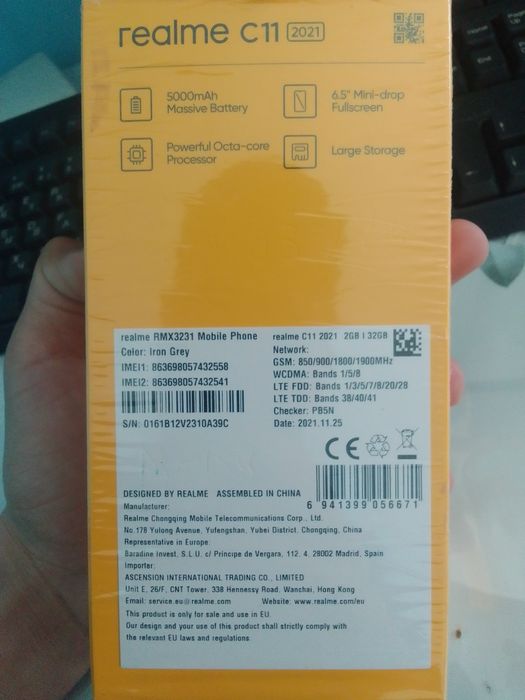 realme C11 2021
5000mAh
Massive Battery
6.5" Mini-drop
Fullscreen
Powerful Octa-core
Processor
Large Storage
realme RMX3231 Mobile Phone
Color: Iron Grey
IMEI1: 863698057432558
IMEI2: 863698057432541
S/N: 0161B12V2310A39C
realme C11 2021 2GB | 32GB
Network:
GSM: 850/900/1800/1900MHz
WCDMA: Bands 1/5/8
LTE FDD: Bands 1/3/5/7/8/20/28
LTE TDD: Bands 38/40/41
Checker: PB5N
Date: 2021.11.25
CE
6 941399 056671
DESIGNED BY REALME ASSEMBLED IN CHINA
Manufacturer:
Realme Chongqing Mobile Telecommunications Corp., Ltd.
No.178 Yulong Avenue, Yufengshan, Yubei District, Chongqing, China
Representative in Europe:
Baradine Invest, S.L.U. c/ Príncipe de Vergara, 112, 4, 28002 Madrid, Spain
Importer:
ASCENSION INTERNATIONAL TRADING CO., LIMITED
Unit E, 26/F, CNT Tower, 338 Hennessy Road, Wanchai, Hong Kong
Email: service.eu@realme.com Website: www.realme.com/eu
This product is only for sale and use in EU.
Our design and your use of this product shall strictly comply with
the relevant EU laws and regulations.